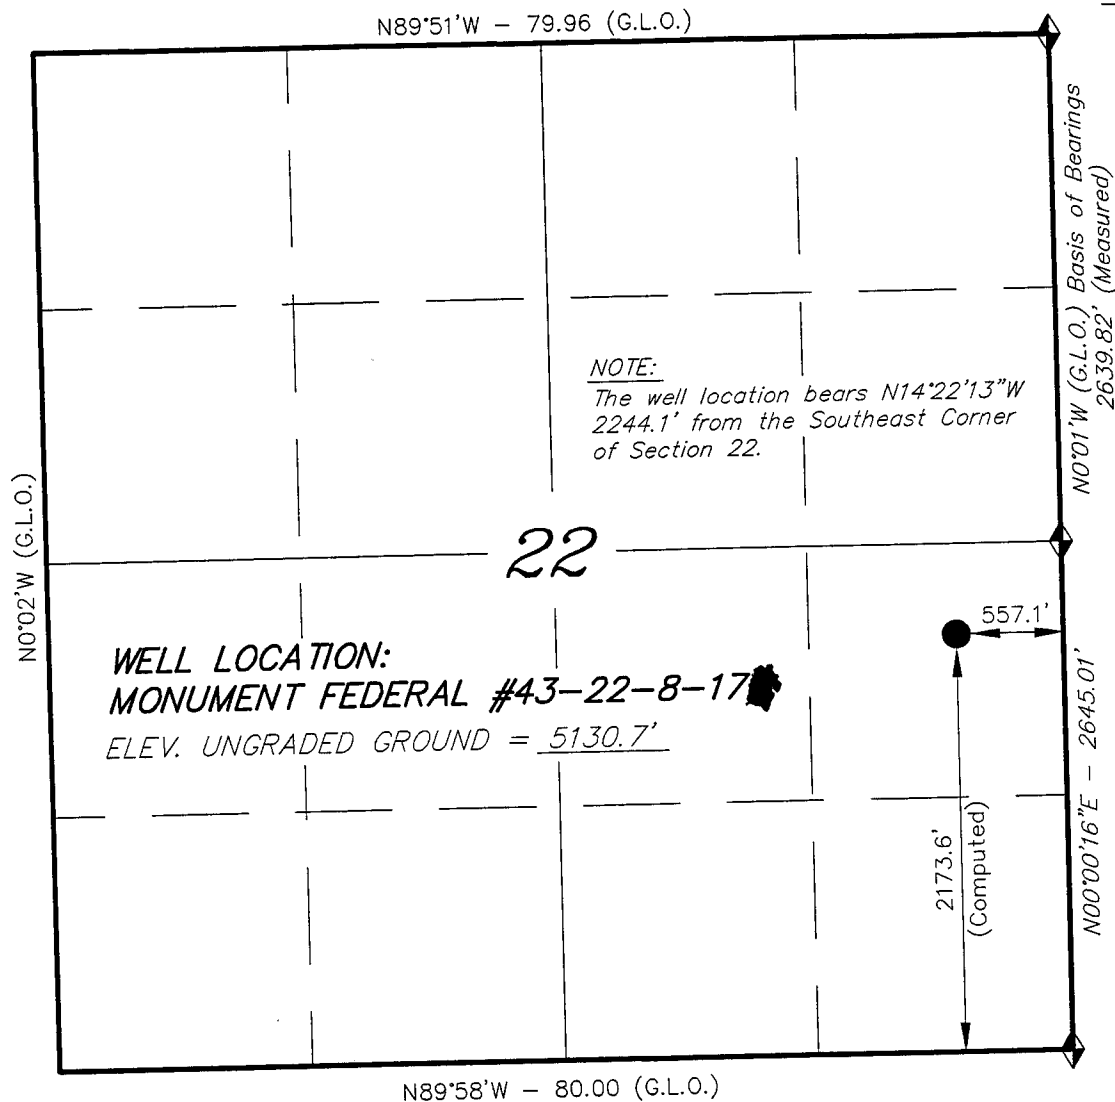 N89°51'W – 79.96 (G.L.O.)
N0°01'W (G.L.O.) Basis of Bearings
2639.82' (Measured)
NOTE:
The well location bears N14°22'13"W
2244.1' from the Southeast Corner
of Section 22.
N0°02'W (G.L.O.)
22
557.1'
WELL LOCATION:
MONUMENT FEDERAL #43–22–8–17
ELEV. UNGRADED GROUND = 5130.7'
2173.6'
(Computed)
N00°00'16"E – 2645.01'
N89°58'W – 80.00 (G.L.O.)